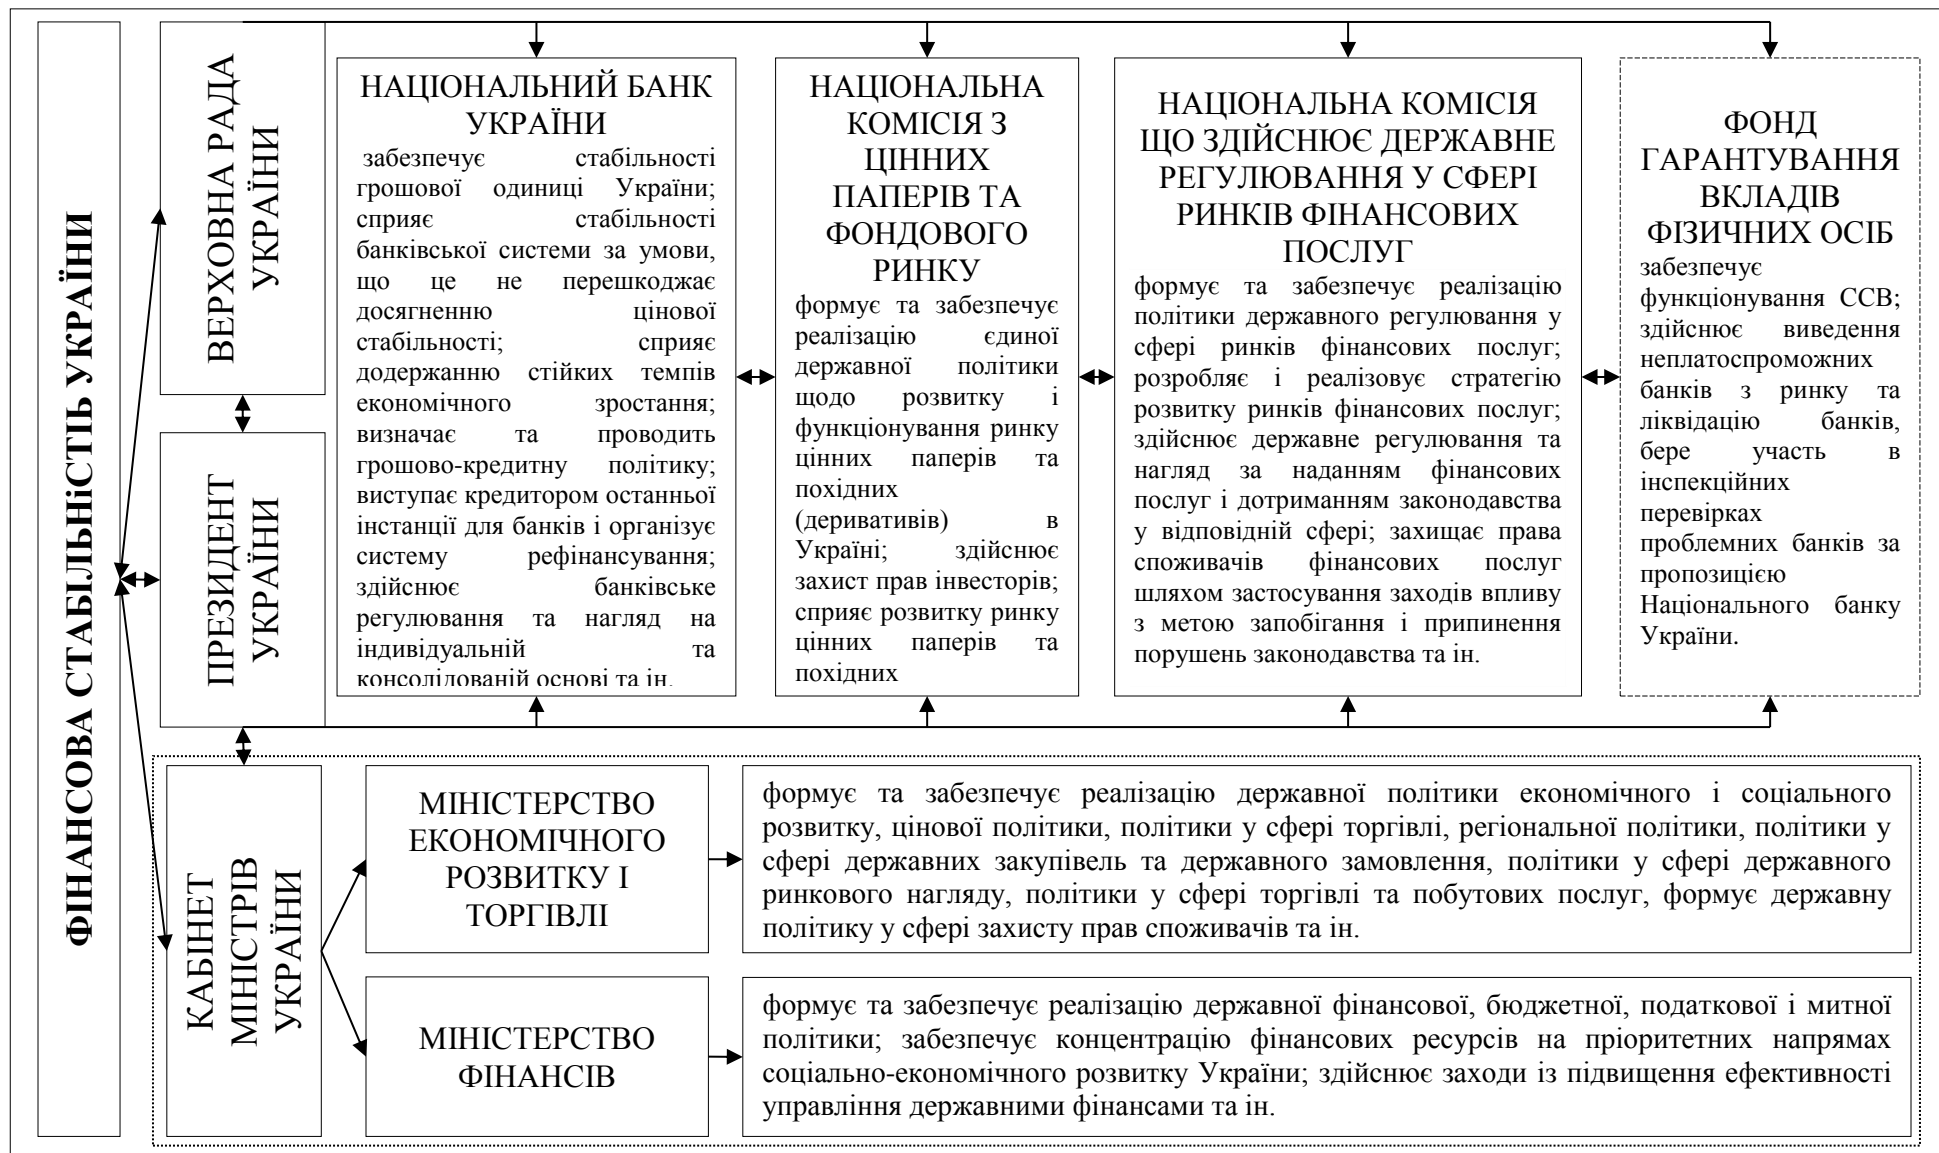 ФІНАНСОВА СТАБІЛЬНіСТІЬ УКРАЇНИ
ВЕРХОВНА РАДА
УКРАЇНИ
ПРЕЗИДЕНТ
УКРАЇНИ
НАЦІОНАЛЬНИЙ БАНК
УКРАЇНИ
забезпечує стабільності
грошової одиниці України;
сприяє стабільності
банківської системи за умови,
що це не перешкоджає
досягненню цінової
стабільності; сприяє
додержанню стійких темпів
економічного зростання;
визначає та проводить
грошово-кредитну політику;
виступає кредитором останньої
інстанції для банків і організує
систему рефінансування;
здійснює банківське
регулювання та нагляд на
індивідуальній та
консолідованій основі та ін.
НАЦІОНАЛЬНА
КОМІСІЯ З
ЦІННИХ
ПАПЕРІВ ТА
ФОНДОВОГО
РИНКУ
формує та забезпечує
реалізацію єдиної
державної політики
щодо розвитку і
функціонування ринку
цінних паперів та
похідних
(деривативів) в
Україні; здійснює
захист прав інвесторів;
сприяє розвитку ринку
цінних паперів та
похідних
НАЦІОНАЛЬНА КОМІСІЯ
ЩО ЗДІЙСНЮЄ ДЕРЖАВНЕ
РЕГУЛЮВАННЯ У СФЕРІ
РИНКІВ ФІНАНСОВИХ
ПОСЛУГ
формує та забезпечує реалізацію
політики державного регулювання у
сфері ринків фінансових послуг;
розробляє і реалізовує стратегію
розвитку ринків фінансових послуг;
здійснює державне регулювання та
нагляд за наданням фінансових
послуг і дотриманням законодавства
у відповідній сфері; захищає права
споживачів фінансових послуг
шляхом застосування заходів впливу
з метою запобігання і припинення
порушень законодавства та ін.
ФОНД
ГАРАНТУВАННЯ
ВКЛАДІВ
ФІЗИЧНИХ ОСІБ
забезпечує
функціонування ССВ;
здійснює виведення
неплатоспроможних
банків з ринку та
ліквідацію банків,
бере участь в
інспекційних
перевірках
проблемних банків за
пропозицією
Національного банку
України.
КАБІНЕТ
МІНІСТРІВ
УКРАЇНИ
МІНІСТЕРСТВО
ЕКОНОМІЧНОГО
РОЗВИТКУ І
ТОРГІВЛІ
формує та забезпечує реалізацію державної політики економічного і соціального
розвитку, цінової політики, політики у сфері торгівлі, регіональної політики, політики у
сфері державних закупівель та державного замовлення, політики у сфері державного
ринкового нагляду, політики у сфері торгівлі та побутових послуг, формує державну
політику у сфері захисту прав споживачів та ін.
МІНІСТЕРСТВО
ФІНАНСІВ
формує та забезпечує реалізацію державної фінансової, бюджетної, податкової і митної
політики; забезпечує концентрацію фінансових ресурсів на пріоритетних напрямах
соціально-економічного розвитку України; здійснює заходи із підвищення ефективності
управління державними фінансами та ін.